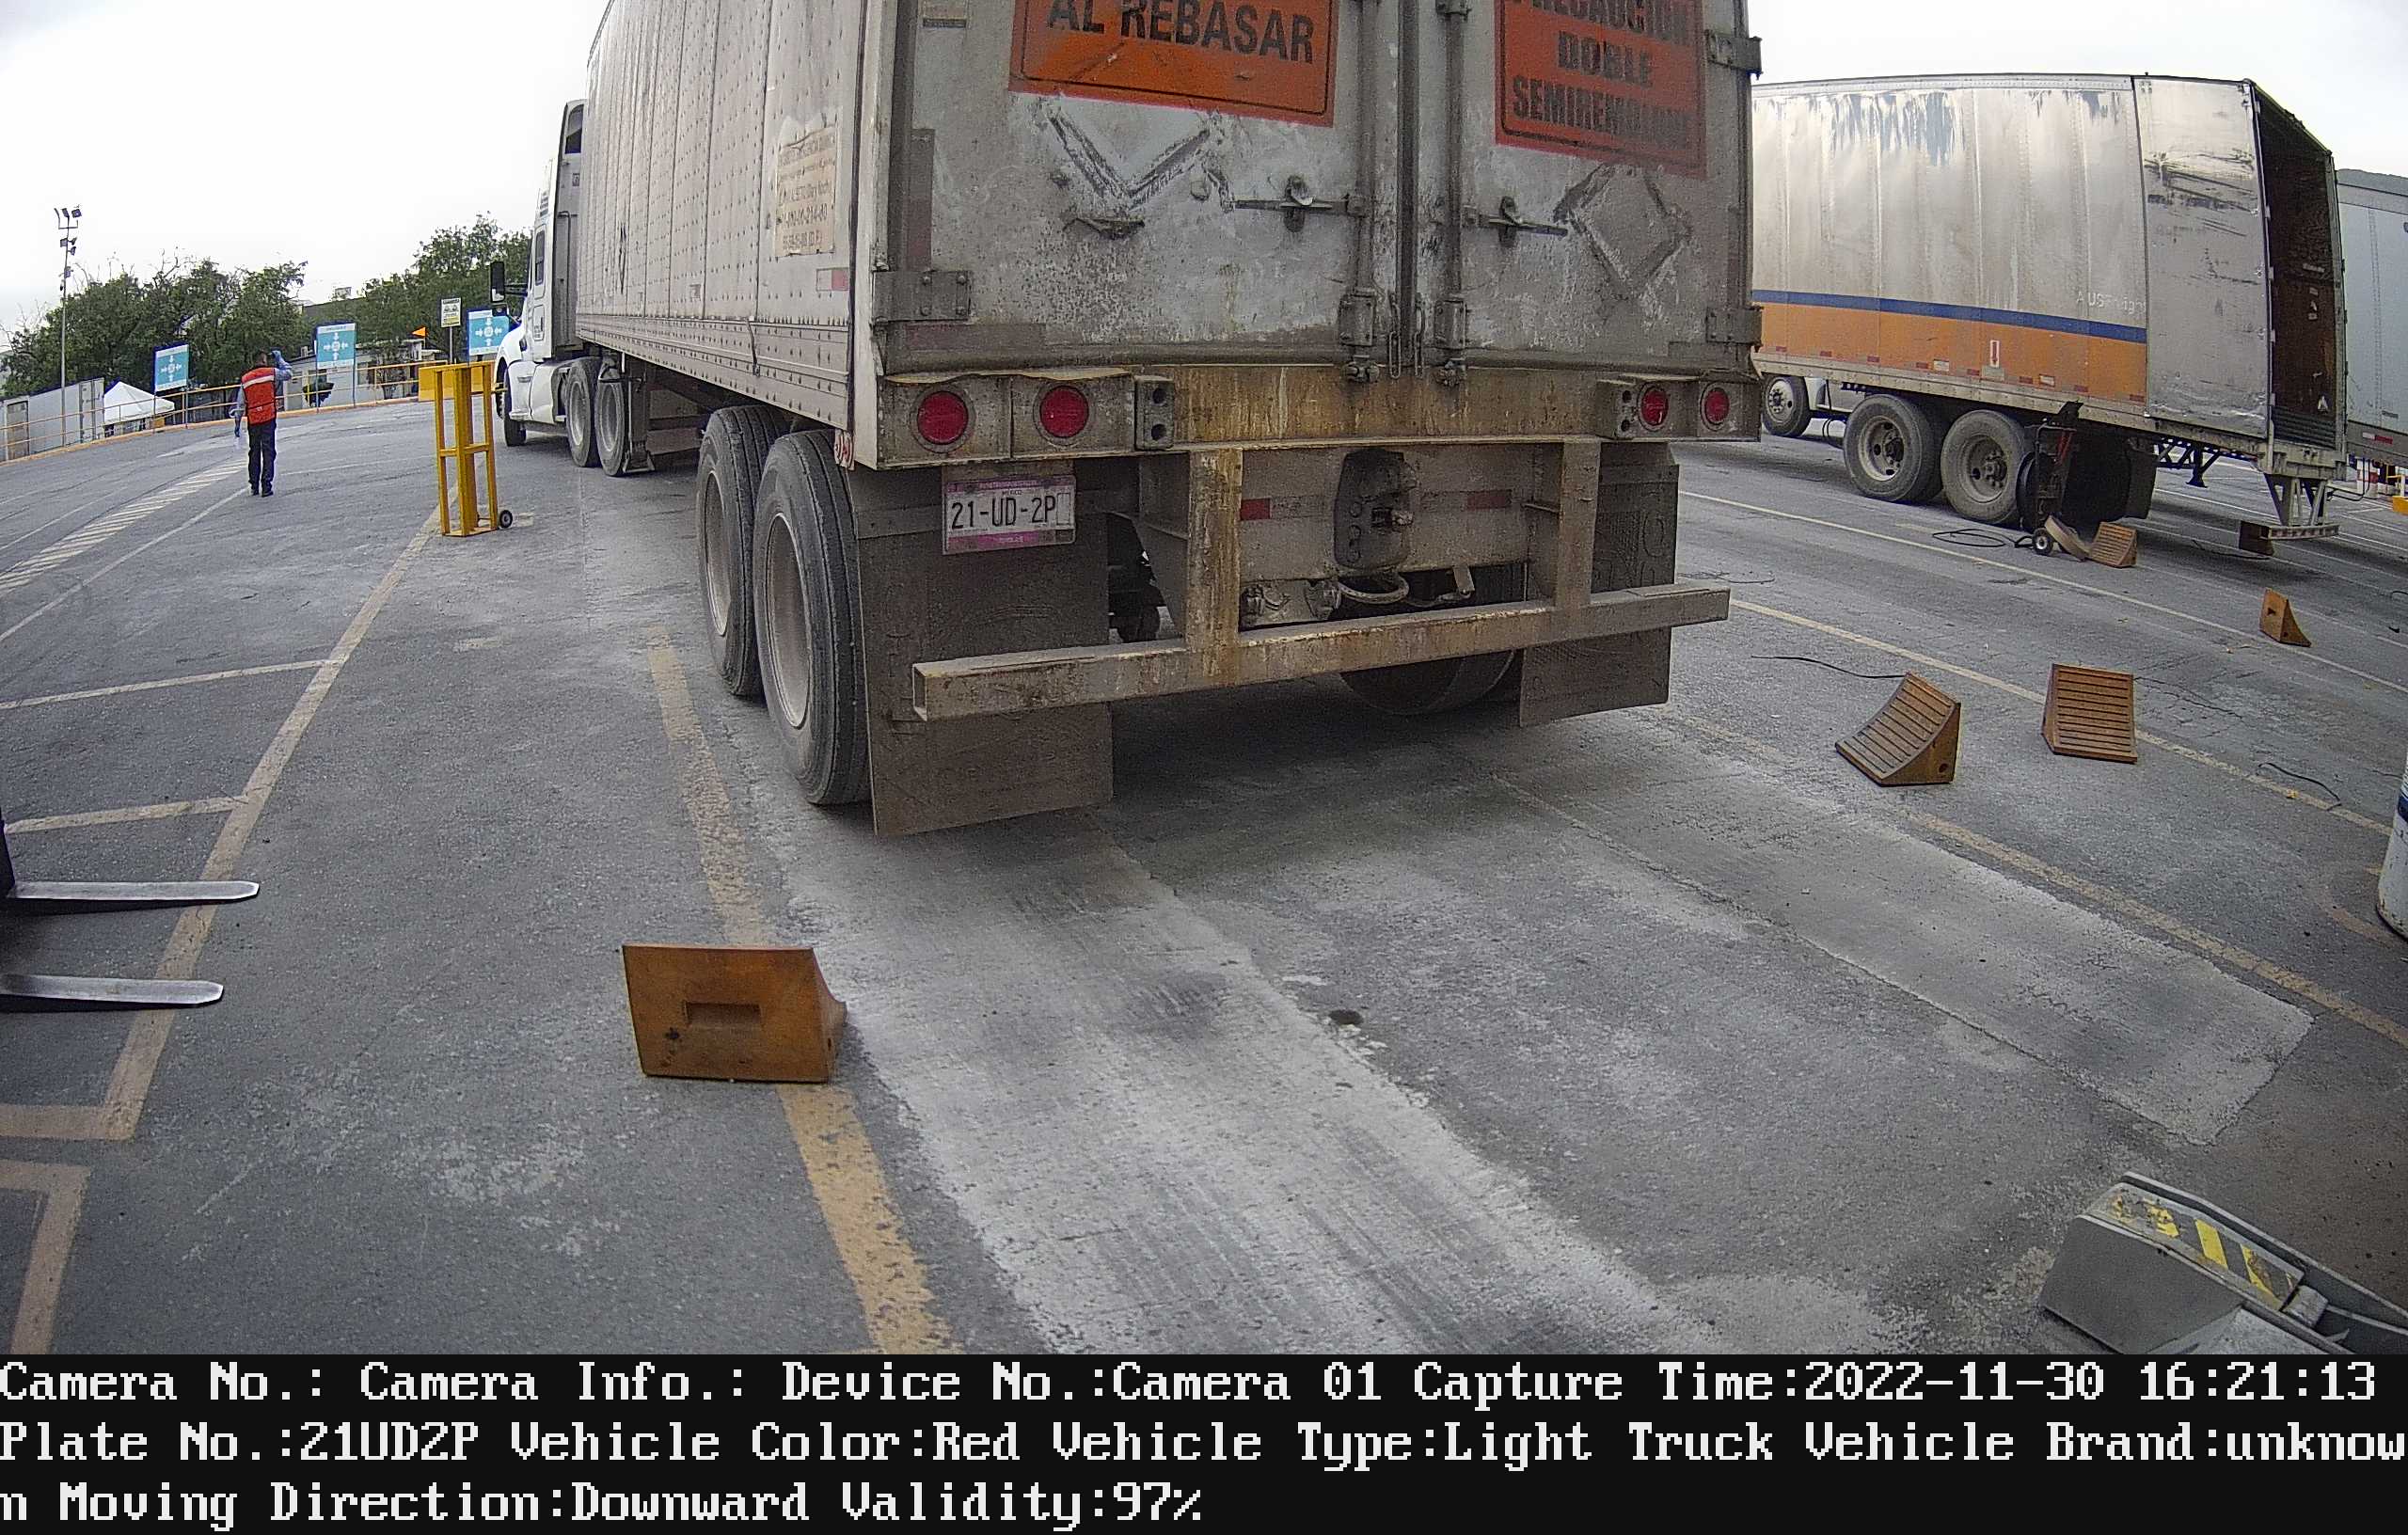 AL REBASAR
PRECAUCION
DOBLE
SEMIREMOLQUE
21-UD-2P
Camera No.: Camera Info.: Device No.:Camera 01 Capture Time:2022-11-30 16:21:13
Plate No.:21UD2P Vehicle Color:Red Vehicle Type:Light Truck Vehicle Brand:unknow
n Moving Direction:Downward Validity:97%